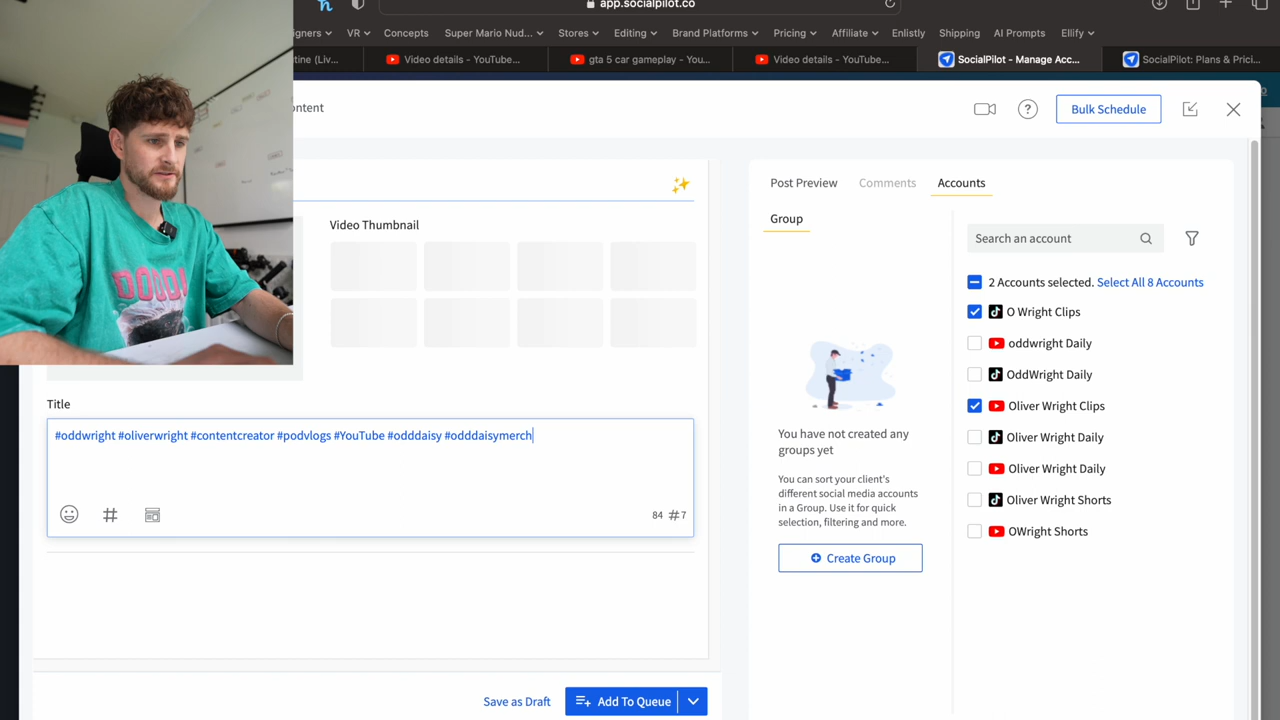 app.socialpilot.co
igners
VR
Concepts
Super Mario Nud...
Stores
Editing
Brand Platforms
Pricing
Affiliate
Enlistly
Shipping
AI Prompts
Ellify
tine (Liv...
Video details - YouTube...
gta 5 car gameplay - You...
Video details - YouTube...
SocialPilot - Manage Acc...
SocialPilot: Plans & Prici...
ontent
Bulk Schedule
Post Preview
Comments
Accounts
Video Thumbnail
Group
Search an account
2 Accounts selected. Select All 8 Accounts
O Wright Clips
oddwright Daily
OddWright Daily
Oliver Wright Clips
Oliver Wright Daily
Oliver Wright Daily
Oliver Wright Shorts
OWright Shorts
You have not created any
groups yet
You can sort your client's
different social media accounts
in a Group. Use it for quick
selection, filtering and more.
Create Group
Title
#oddwright #oliverwright #contentcreator #podvlogs #YouTube #odddaisy #odddaisymerch
84 #7
Save as Draft
Add To Queue